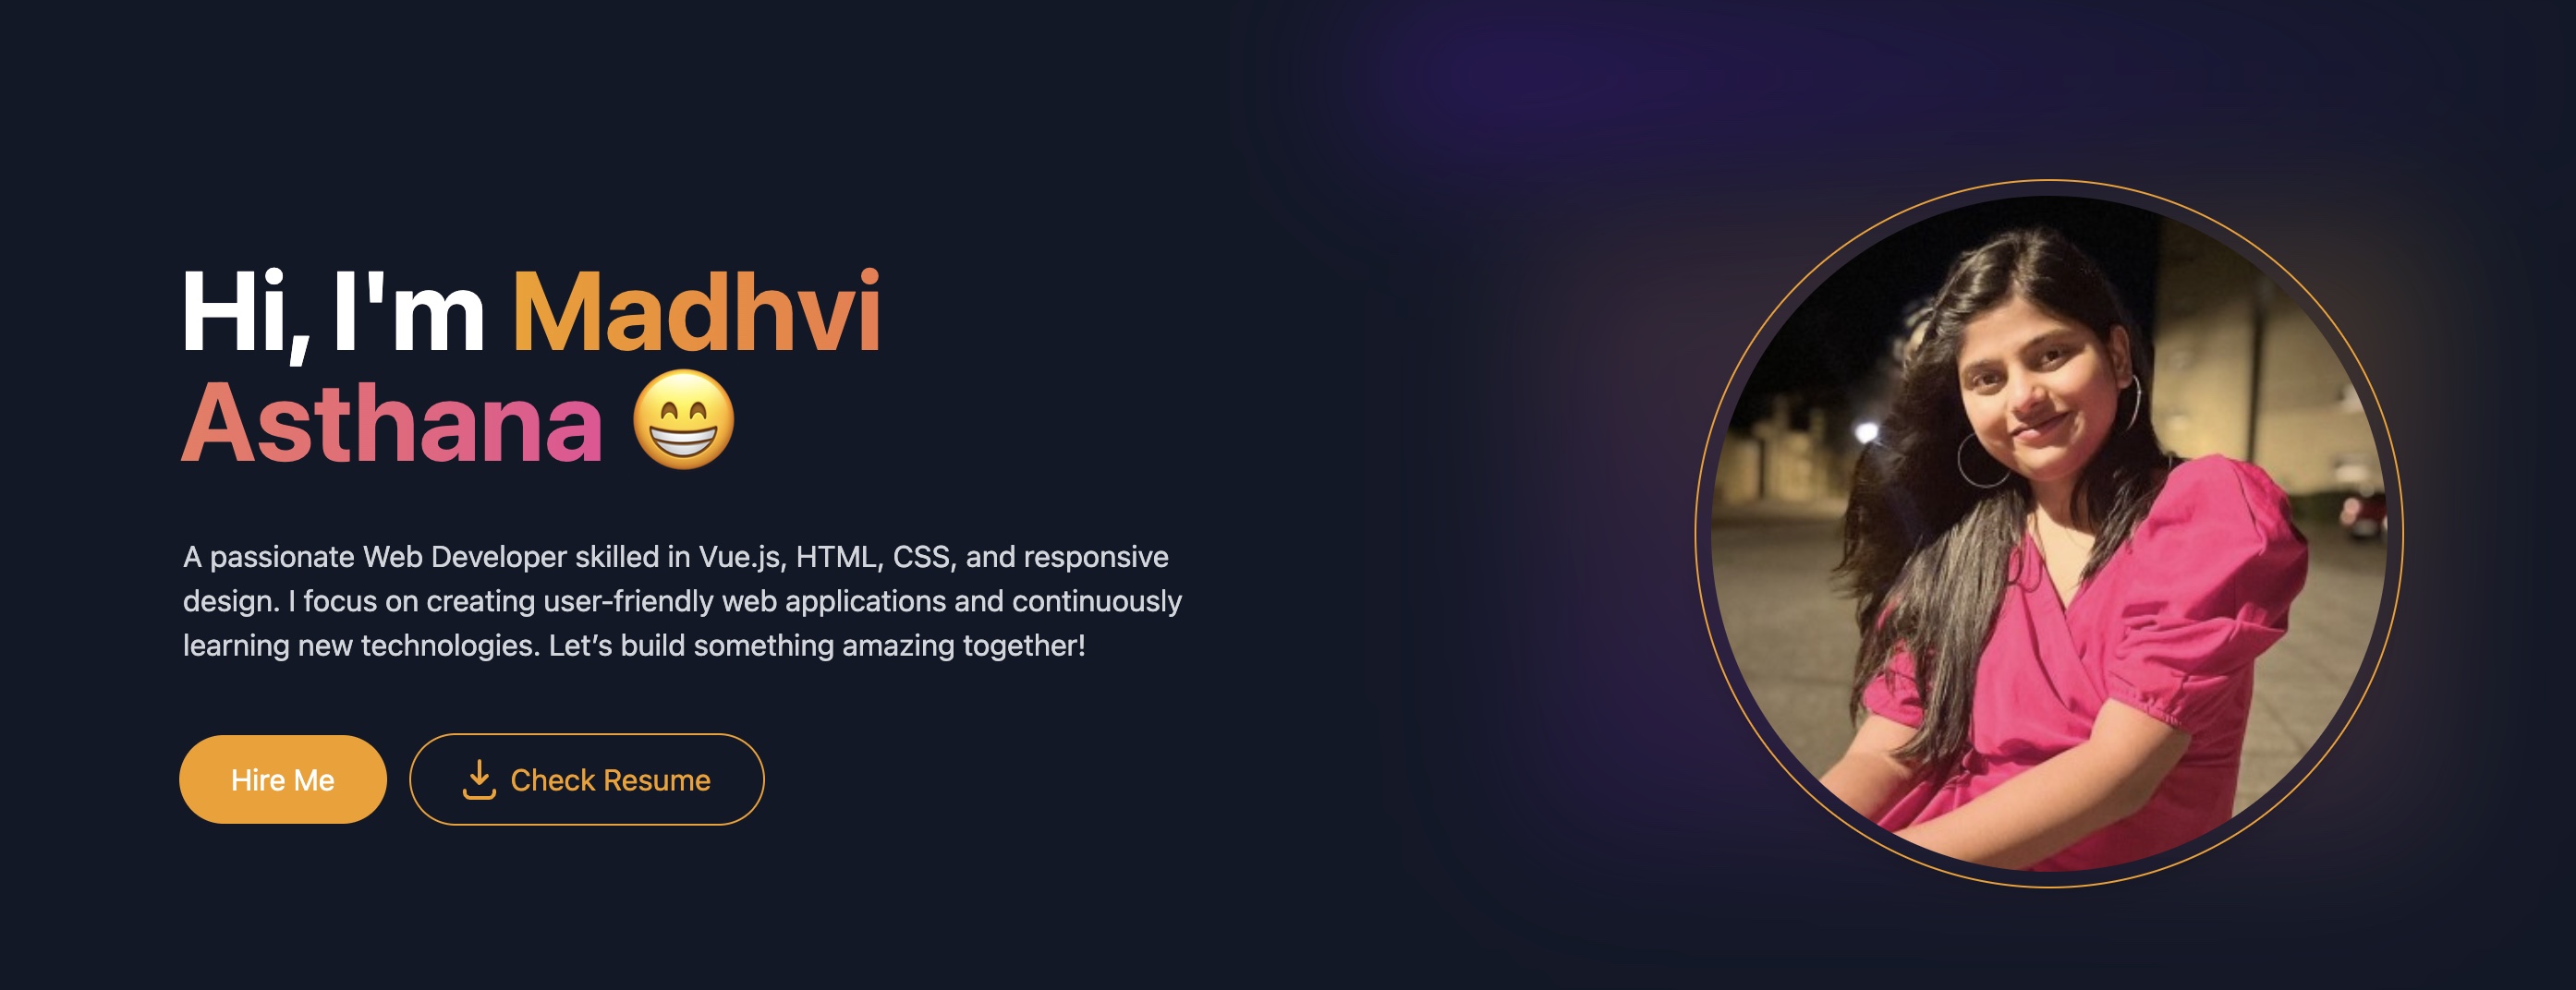 Hi, I'm Madhvi
Asthana 😁
A passionate Web Developer skilled in Vue.js, HTML, CSS, and responsive
design. I focus on creating user-friendly web applications and continuously
learning new technologies. Let’s build something amazing together!
Hire Me
Check Resume